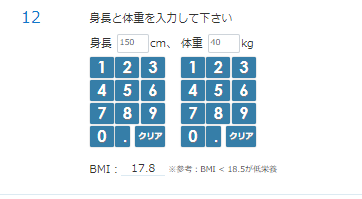 12 身長と体重を入力して下さい
身長 150 cm、 体重 40 kg
1 2 3 1 2 3
4 5 6 4 5 6
7 8 9 7 8 9
0 . クリア 0 . クリア
BMI : 17.8 ※参考：BMI < 18.5が低栄養